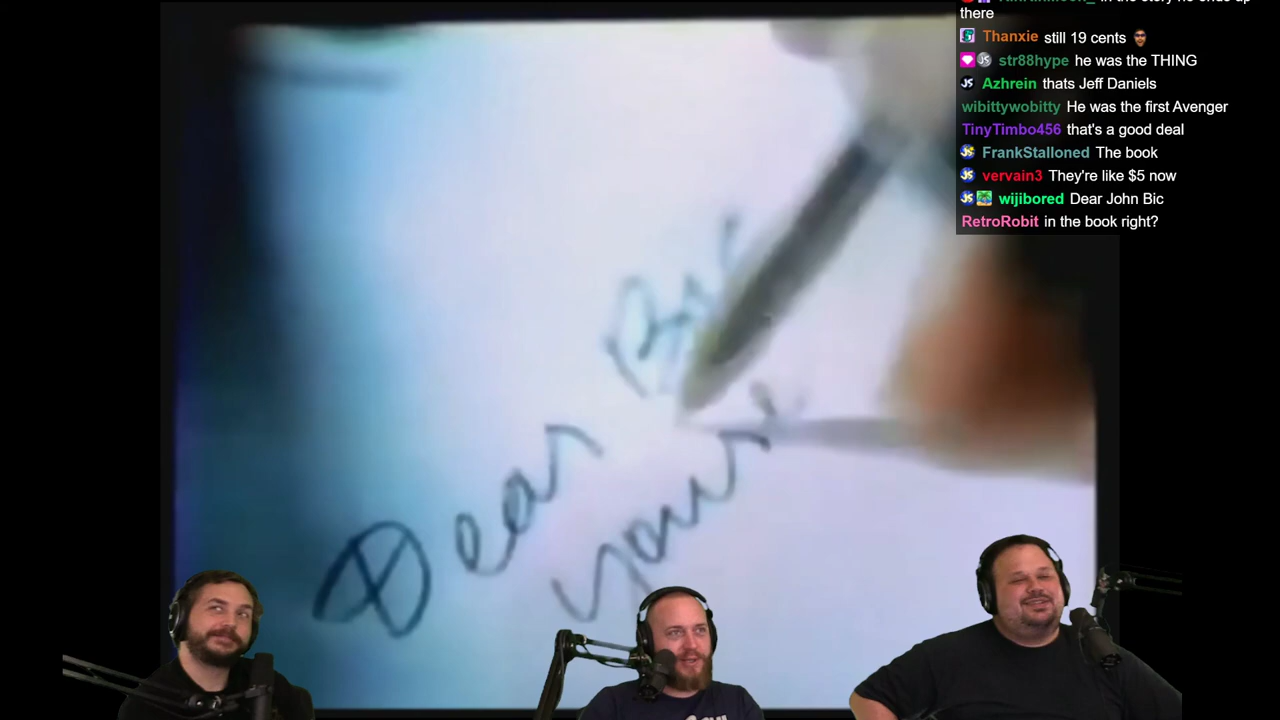 there
Thanxie still 19 cents
str88hype he was the THING
Azhrein thats Jeff Daniels
wibittywobitty He was the first Avenger
TinyTimbo456 that's a good deal
FrankStalloned The book
vervain3 They're like $5 now
wijibored Dear John Bic
RetroRobit in the book right?
Dear Bic
your